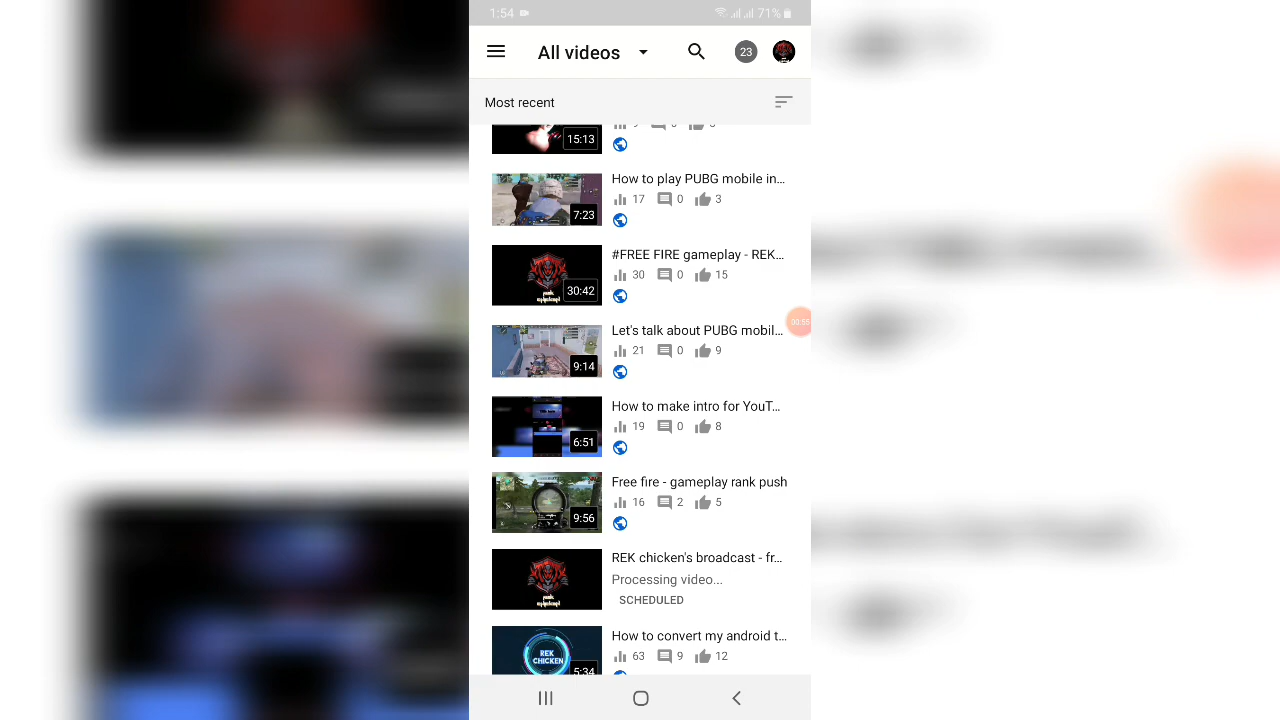 1:54 71%
All videos 23
Most recent
15:13
How to play PUBG mobile in...
17 0 3
7:23
#FREE FIRE gameplay - REK...
30 0 15
30:42
Let's talk about PUBG mobil...
21 0 9
9:14
How to make intro for YouT...
19 0 8
6:51
Free fire - gameplay rank push
16 2 5
9:56
REK chicken's broadcast - fr...
Processing video...
SCHEDULED
How to convert my android t...
REK
CHICKEN
63 9 12
5:34